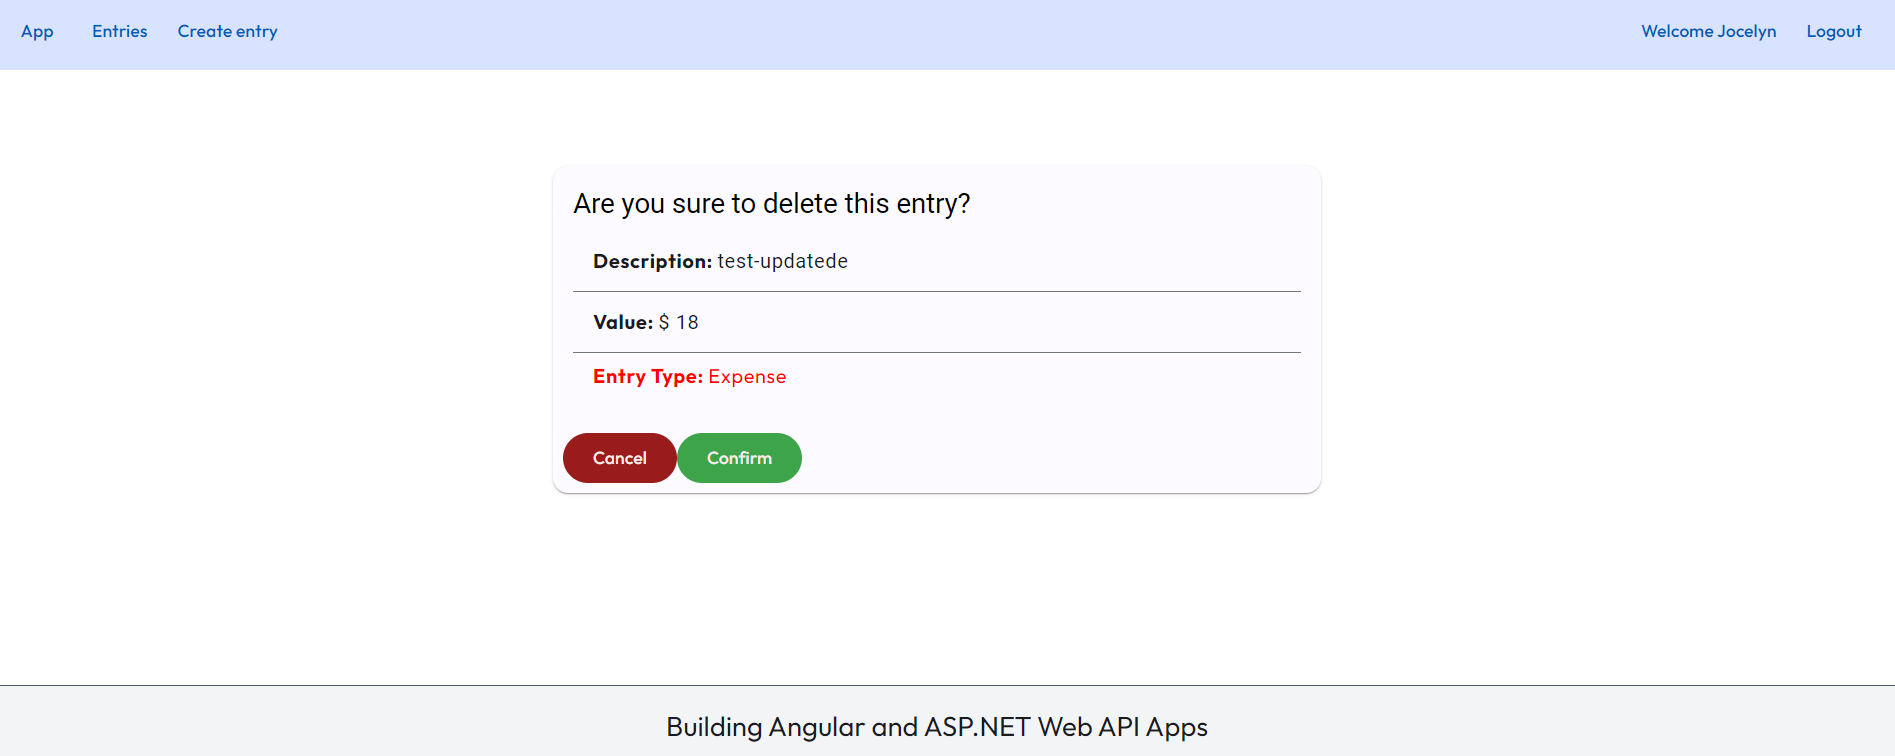 App Entries Create entry Welcome Jocelyn Logout
Are you sure to delete this entry?
Description: test-updatede
Value: $ 18
Entry Type: Expense
Cancel Confirm
Building Angular and ASP.NET Web API Apps